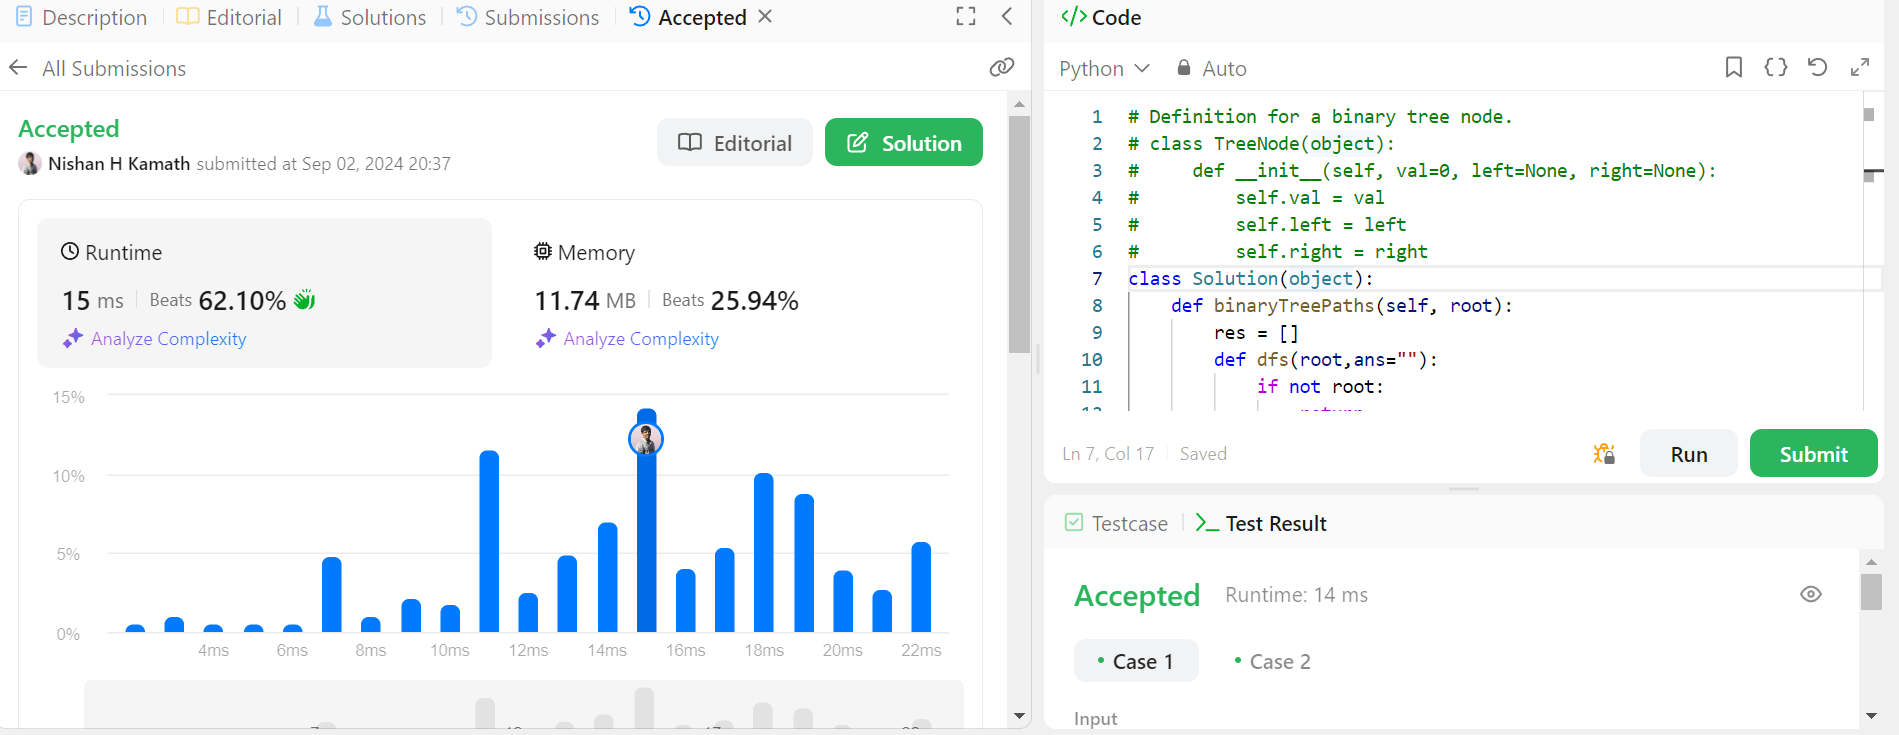 Description Editorial Solutions Submissions Accepted
All Submissions
Accepted
Nishan H Kamath submitted at Sep 02, 2024 20:37
Editorial
Solution
Runtime
15 ms Beats 62.10%
Analyze Complexity
Memory
11.74 MB Beats 25.94%
Analyze Complexity
15%
10%
5%
0%
4ms 6ms 8ms 10ms 12ms 14ms 16ms 18ms 20ms 22ms
</> Code
Python Auto
1 # Definition for a binary tree node.
2 # class TreeNode(object):
3 #     def __init__(self, val=0, left=None, right=None):
4 #         self.val = val
5 #         self.left = left
6 #         self.right = right
7 class Solution(object):
8     def binaryTreePaths(self, root):
9         res = []
10         def dfs(root,ans=""):
11             if not root:
12                 return
Ln 7, Col 17 Saved
Run
Submit
Testcase >_ Test Result
Accepted Runtime: 14 ms
Case 1 Case 2
Input